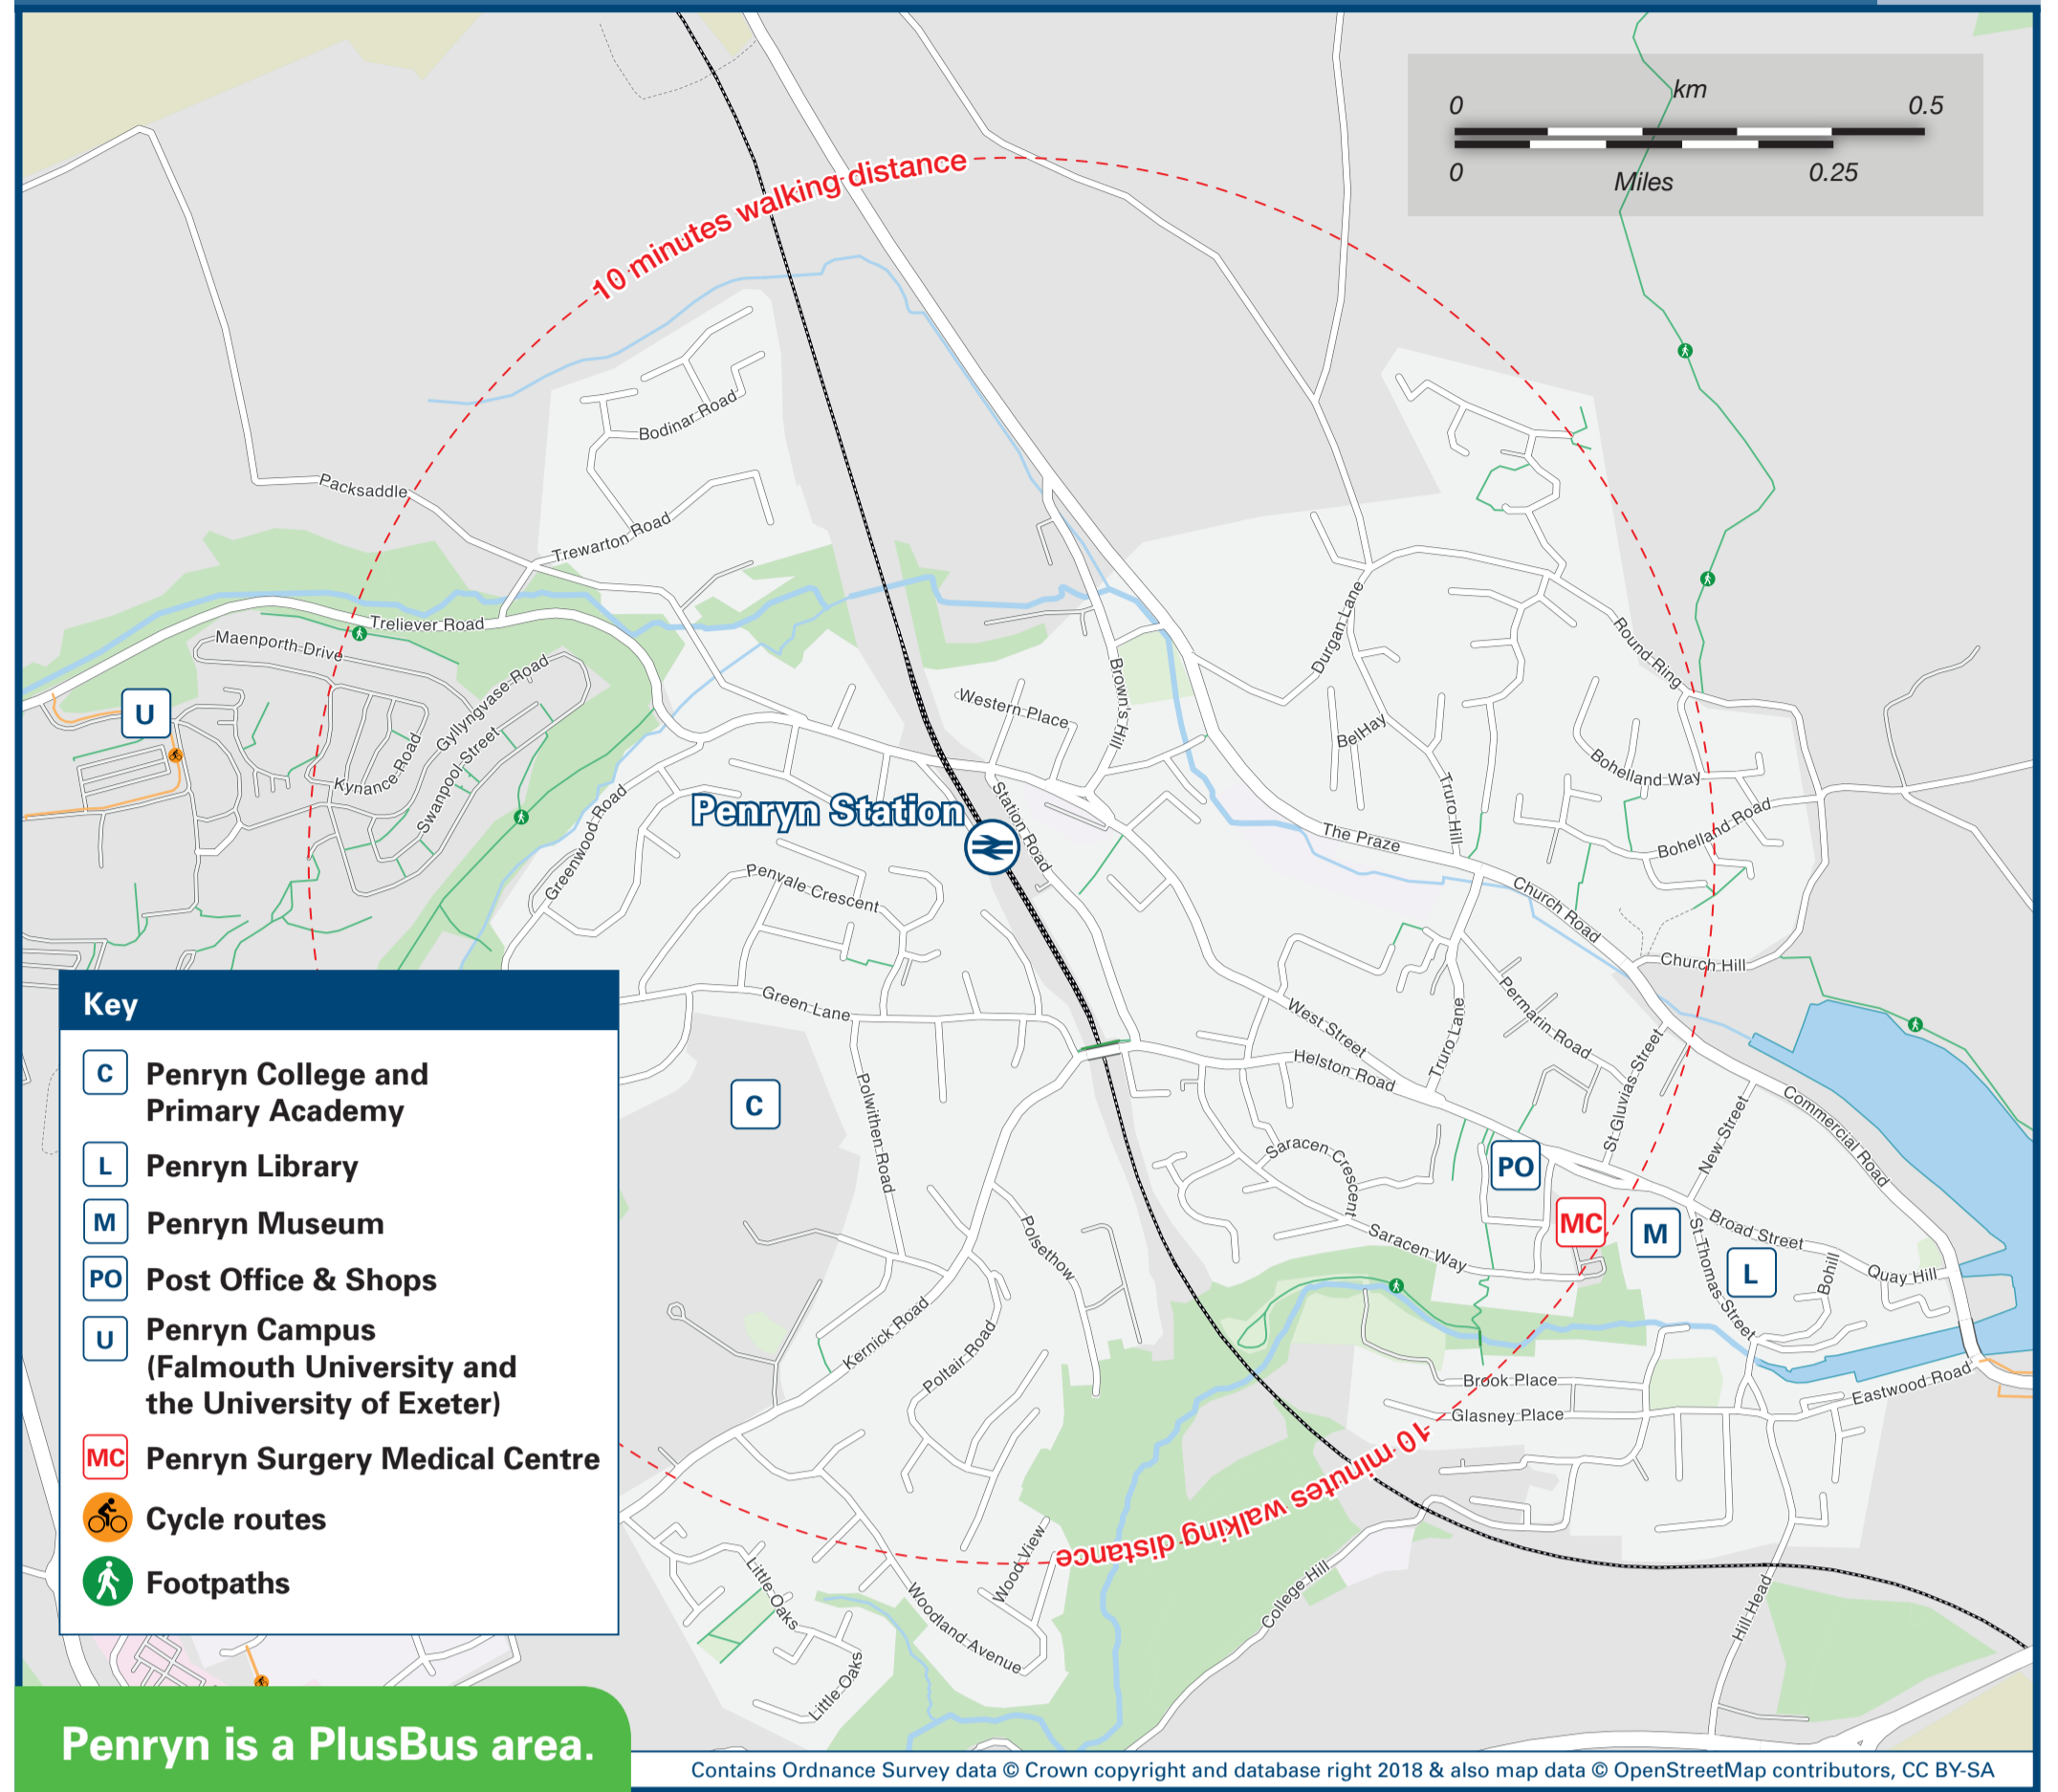 km
0 0.5
0 0.25
Miles
10 minutes walking distance
Bodinar Road
Packsaddle
Trewarton Road
Treliever Road
Maenporth Drive
Gyllyngvase Road
Kynance Road
Swanpool Street
U
Western Place
Brown's Hill
Durgan Lane
Round Ring
BelHay
Truro Hill
Bohelland Way
Bohelland Road
Penryn Station
Station Road
Greenwood Road
The Praze
Church Road
Church Hill
Penvale Crescent
Green Lane
West Street
Helston Road
Truro Lane
Permarin Road
St Gluvias Street
New Street
Commercial Road
C
Polwithen Road
Saracen Crescent
Saracen Way
PO
MC
M
L
Broad Street
St Thomas Street
Bohill
Quay Hill
Polsethow
Kernick Road
Poltair Road
Brook Place
Glasney Place
Eastwood Road
10 minutes walking distance
Wood View
Little Oaks
Woodland Avenue
Little Oaks
College Hill
Hill Head
Key
C Penryn College and
Primary Academy
L Penryn Library
M Penryn Museum
PO Post Office & Shops
U Penryn Campus
(Falmouth University and
the University of Exeter)
MC Penryn Surgery Medical Centre
Cycle routes
Footpaths
Penryn is a PlusBus area.
Contains Ordnance Survey data © Crown copyright and database right 2018 & also map data © OpenStreetMap contributors, CC BY-SA